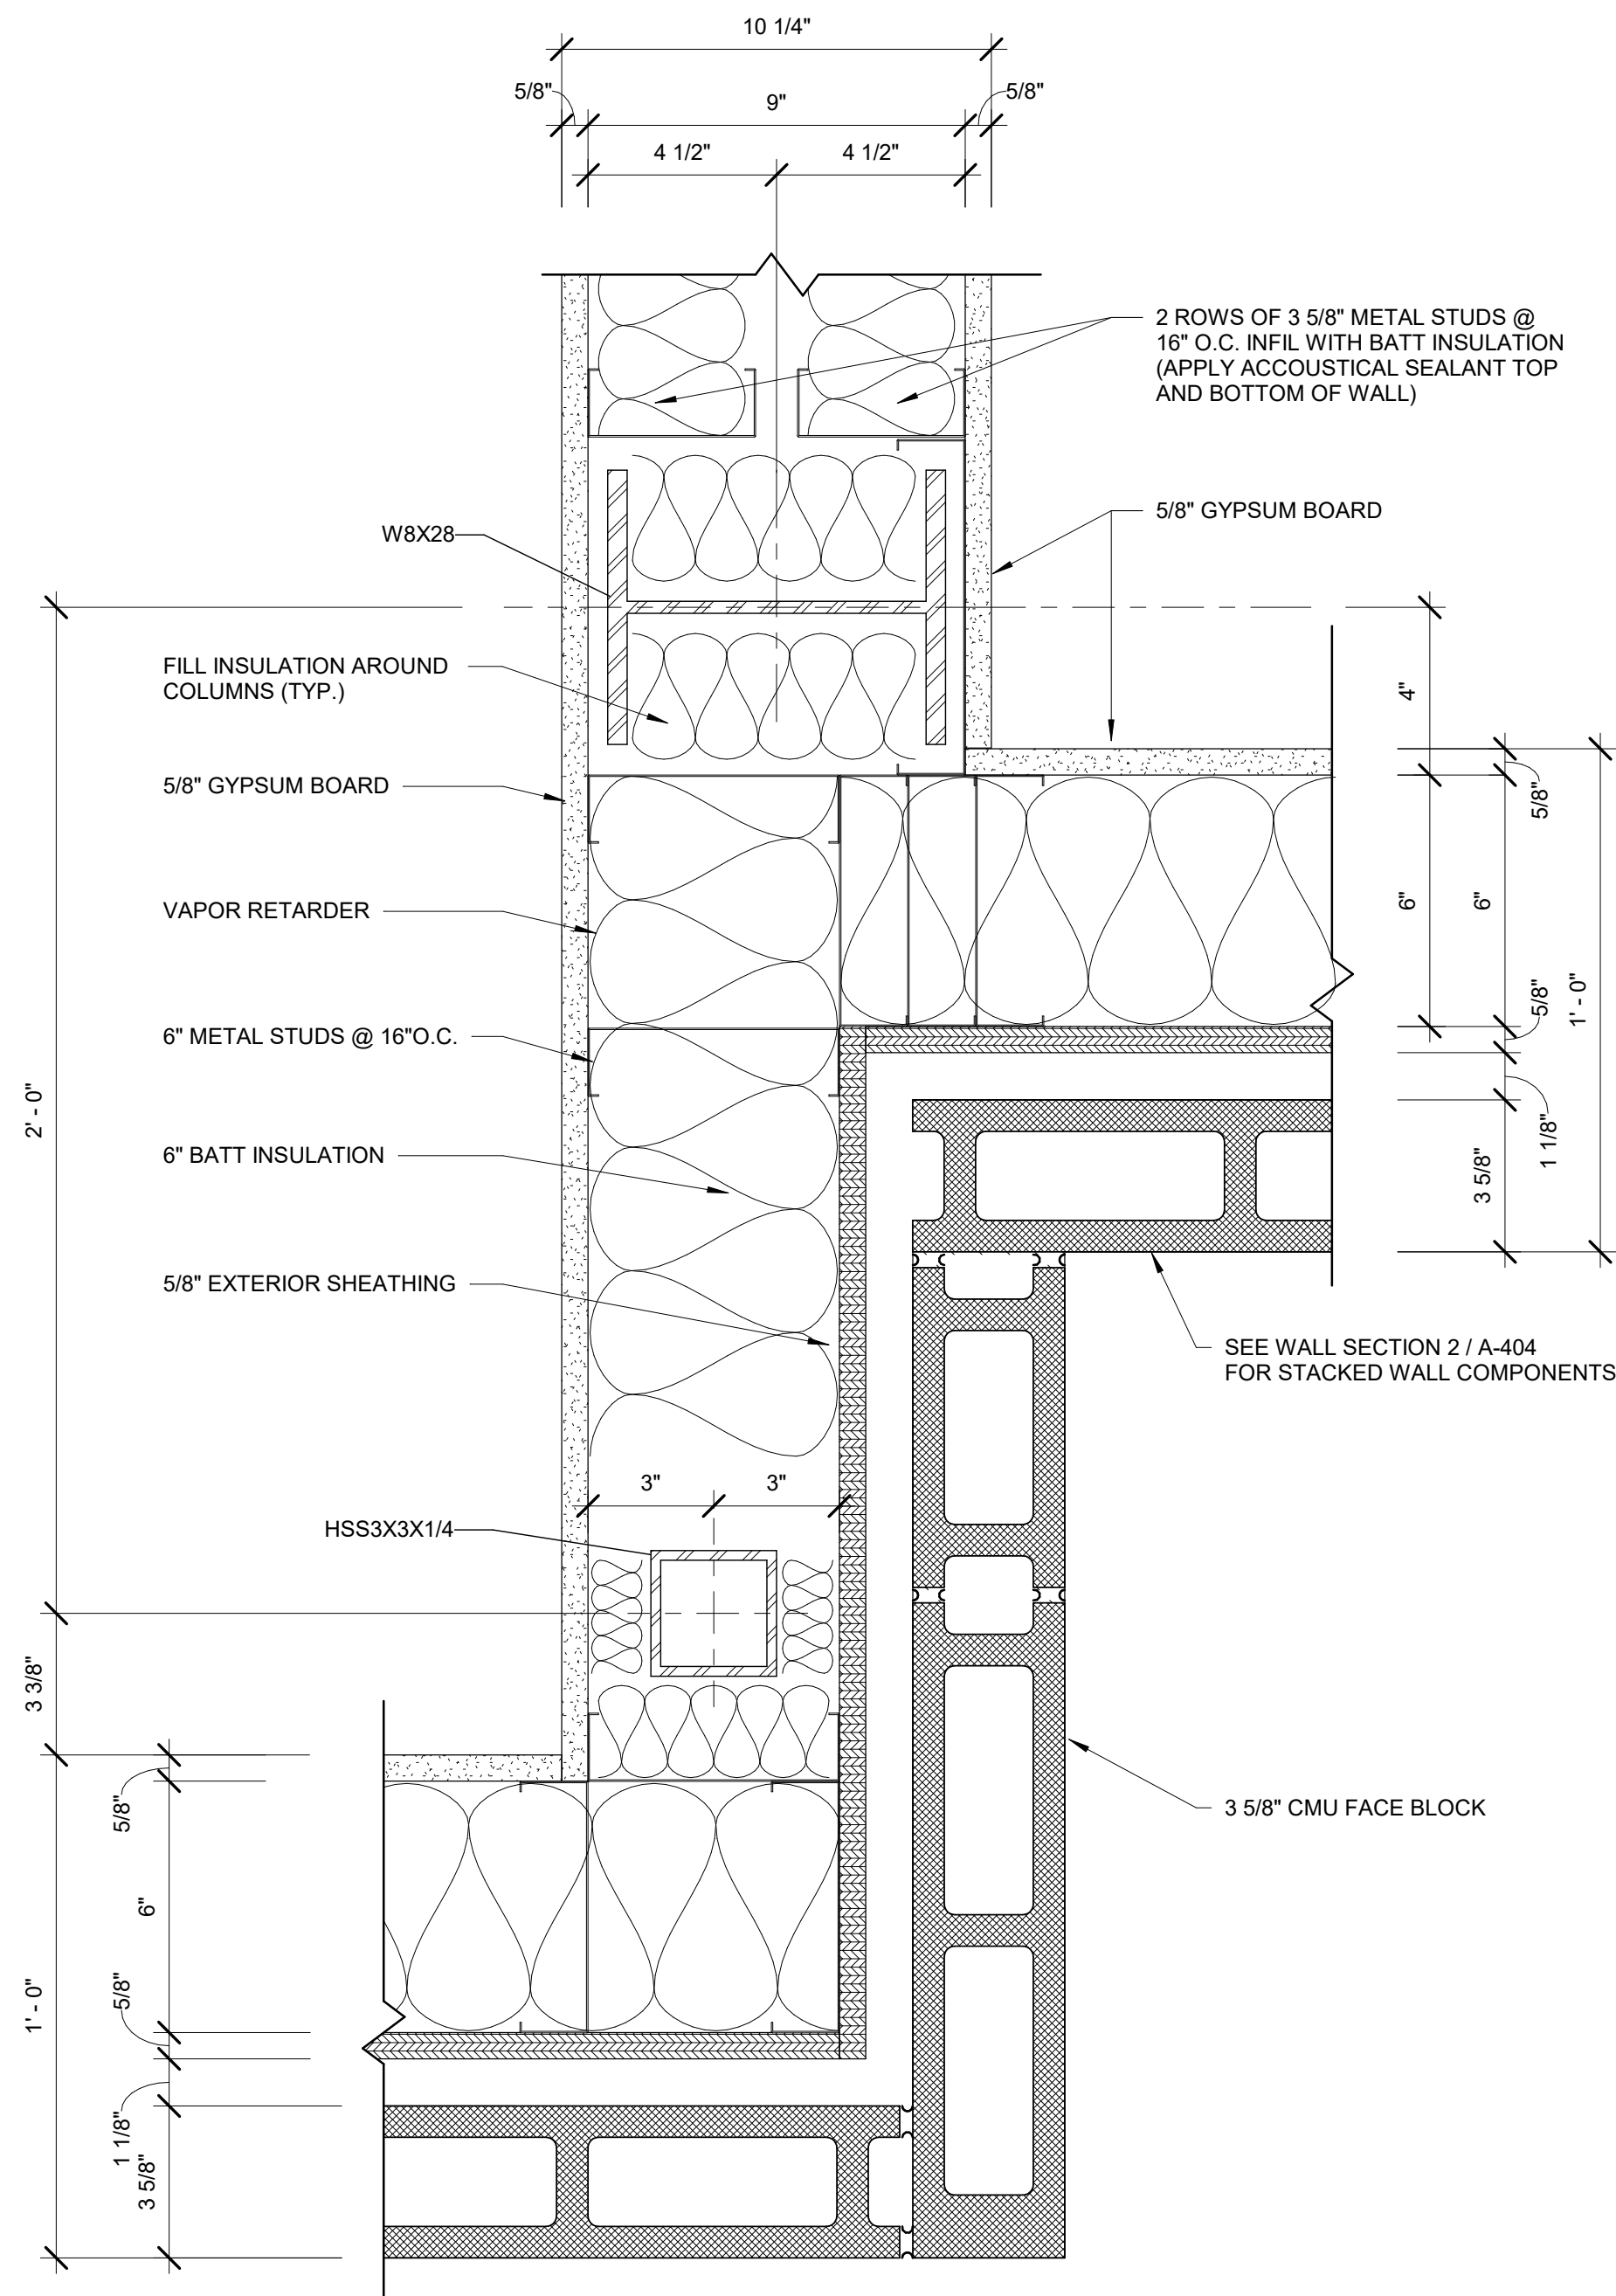 10 1/4"
5/8"
9"
5/8"
4 1/2"
4 1/2"
2 ROWS OF 3 5/8" METAL STUDS @
16" O.C. INFIL WITH BATT INSULATION
(APPLY ACCOUSTICAL SEALANT TOP
AND BOTTOM OF WALL)
5/8" GYPSUM BOARD
W8X28
FILL INSULATION AROUND
COLUMNS (TYP.)
4"
5/8" GYPSUM BOARD
5/8"
VAPOR RETARDER
6"
6"
5/8"
1' - 0"
6" METAL STUDS @ 16"O.C.
2' - 0"
6" BATT INSULATION
1 1/8"
3 5/8"
5/8" EXTERIOR SHEATHING
SEE WALL SECTION 2 / A-404
FOR STACKED WALL COMPONENTS
3"
3"
HSS3X3X1/4
3 3/8"
5/8"
3 5/8" CMU FACE BLOCK
6"
5/8"
1' - 0"
1 1/8"
3 5/8"